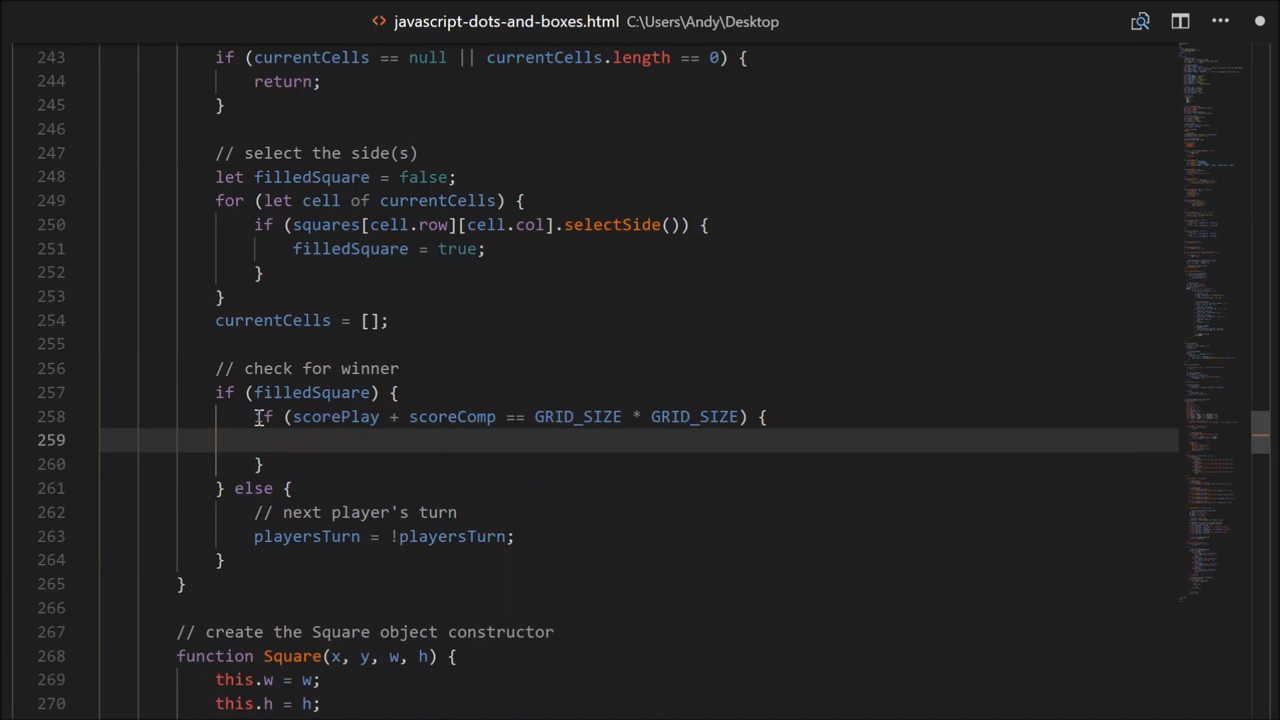 <> javascript-dots-and-boxes.html C:\Users\Andy\Desktop
243 if (currentCells == null || currentCells.length == 0) {
244 return;
245 }
246
247 // select the side(s)
248 let filledSquare = false;
249 for (let cell of currentCells) {
250 if (squares[cell.row][cell.col].selectSide()) {
251 filledSquare = true;
252 }
253 }
254 currentCells = [];
255
256 // check for winner
257 if (filledSquare) {
258 if (scorePlay + scoreComp == GRID_SIZE * GRID_SIZE) {
259
260 }
261 } else {
262 // next player's turn
263 playersTurn = !playersTurn;
264 }
265 }
266
267 // create the Square object constructor
268 function Square(x, y, w, h) {
269 this.w = w;
270 this.h = h;